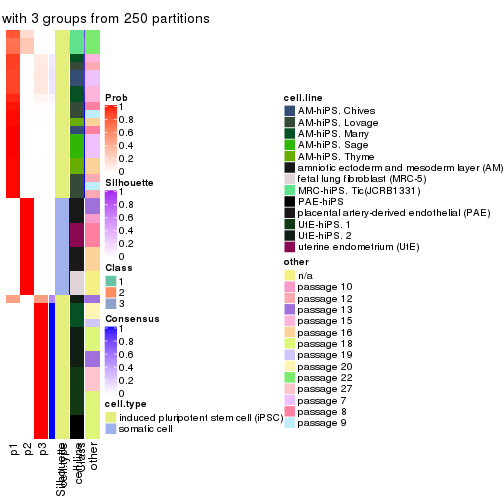 with 3 groups from 250 partitions
Prob
1
0.8
0.6
0.4
0.2
0
Silhouette
1
0.8
0.6
0.4
0.2
0
Class
1
2
3
Consensus
1
0.8
0.6
0.4
0.2
0
cell.type
induced pluripotent stem cell (iPSC)
somatic cell
cell.line
AM-hiPS, Chives
AM-hiPS, Lovage
AM-hiPS, Marry
AM-hiPS, Sage
AM-hiPS, Thyme
amniotic ectoderm and mesoderm layer (AM)
fetal lung fibroblast (MRC-5)
MRC-hiPS, Tic(JCRB1331)
PAE-hiPS
placental artery-derived endothelial (PAE)
UtE-hiPS, 1
UtE-hiPS, 2
uterine endometrium (UtE)
other
n/a
passage 10
passage 12
passage 13
passage 15
passage 16
passage 18
passage 19
passage 20
passage 22
passage 27
passage 7
passage 8
passage 9
p1
p2
p3
Silhouette
cell.type
cell.line
Class
other